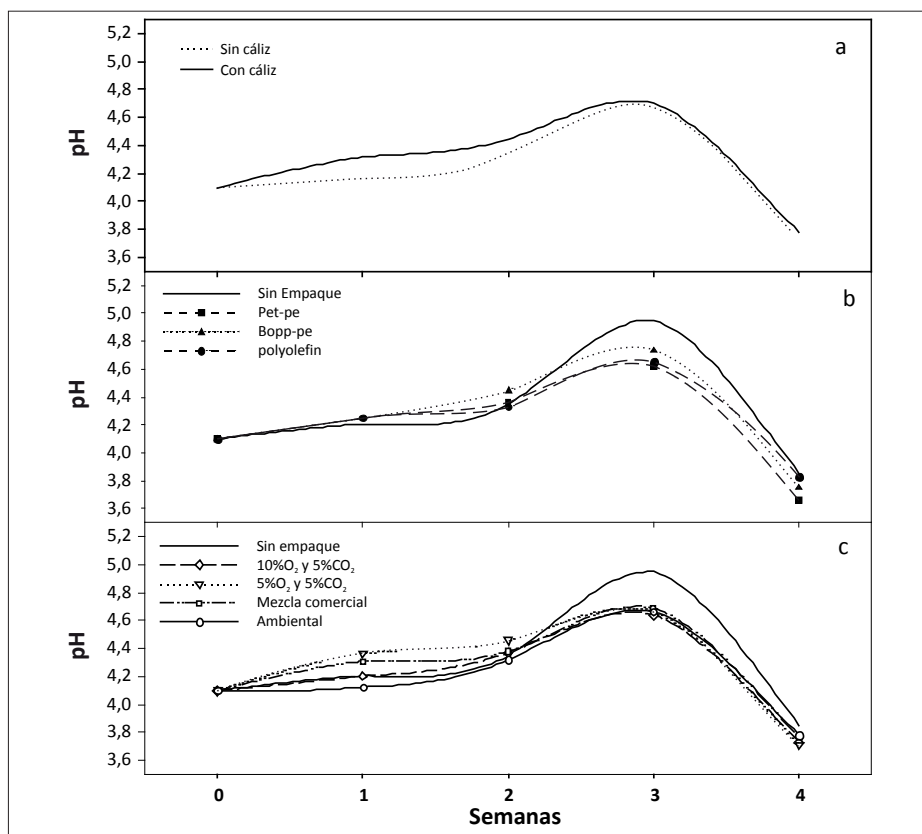 a
Sin cáliz
Con cáliz
pH
5,2
5,0
4,6
4,2
4,0
3,8
3,6
b
Sin Empaque
Pet-pe
Bopp-pe
polyolefin
pH
5,2
5,0
4,8
4,6
4,4
4,2
4,0
3,8
3,6
c
Sin empaque
10%O₂ y 5%CO₂
5%O₂ y 5%CO₂
Mezcla comercial
Ambiental
pH
5,2
5,0
4,8
4,6
4,4
4,2
4,0
3,8
3,6
0 1 2 3 4
Semanas